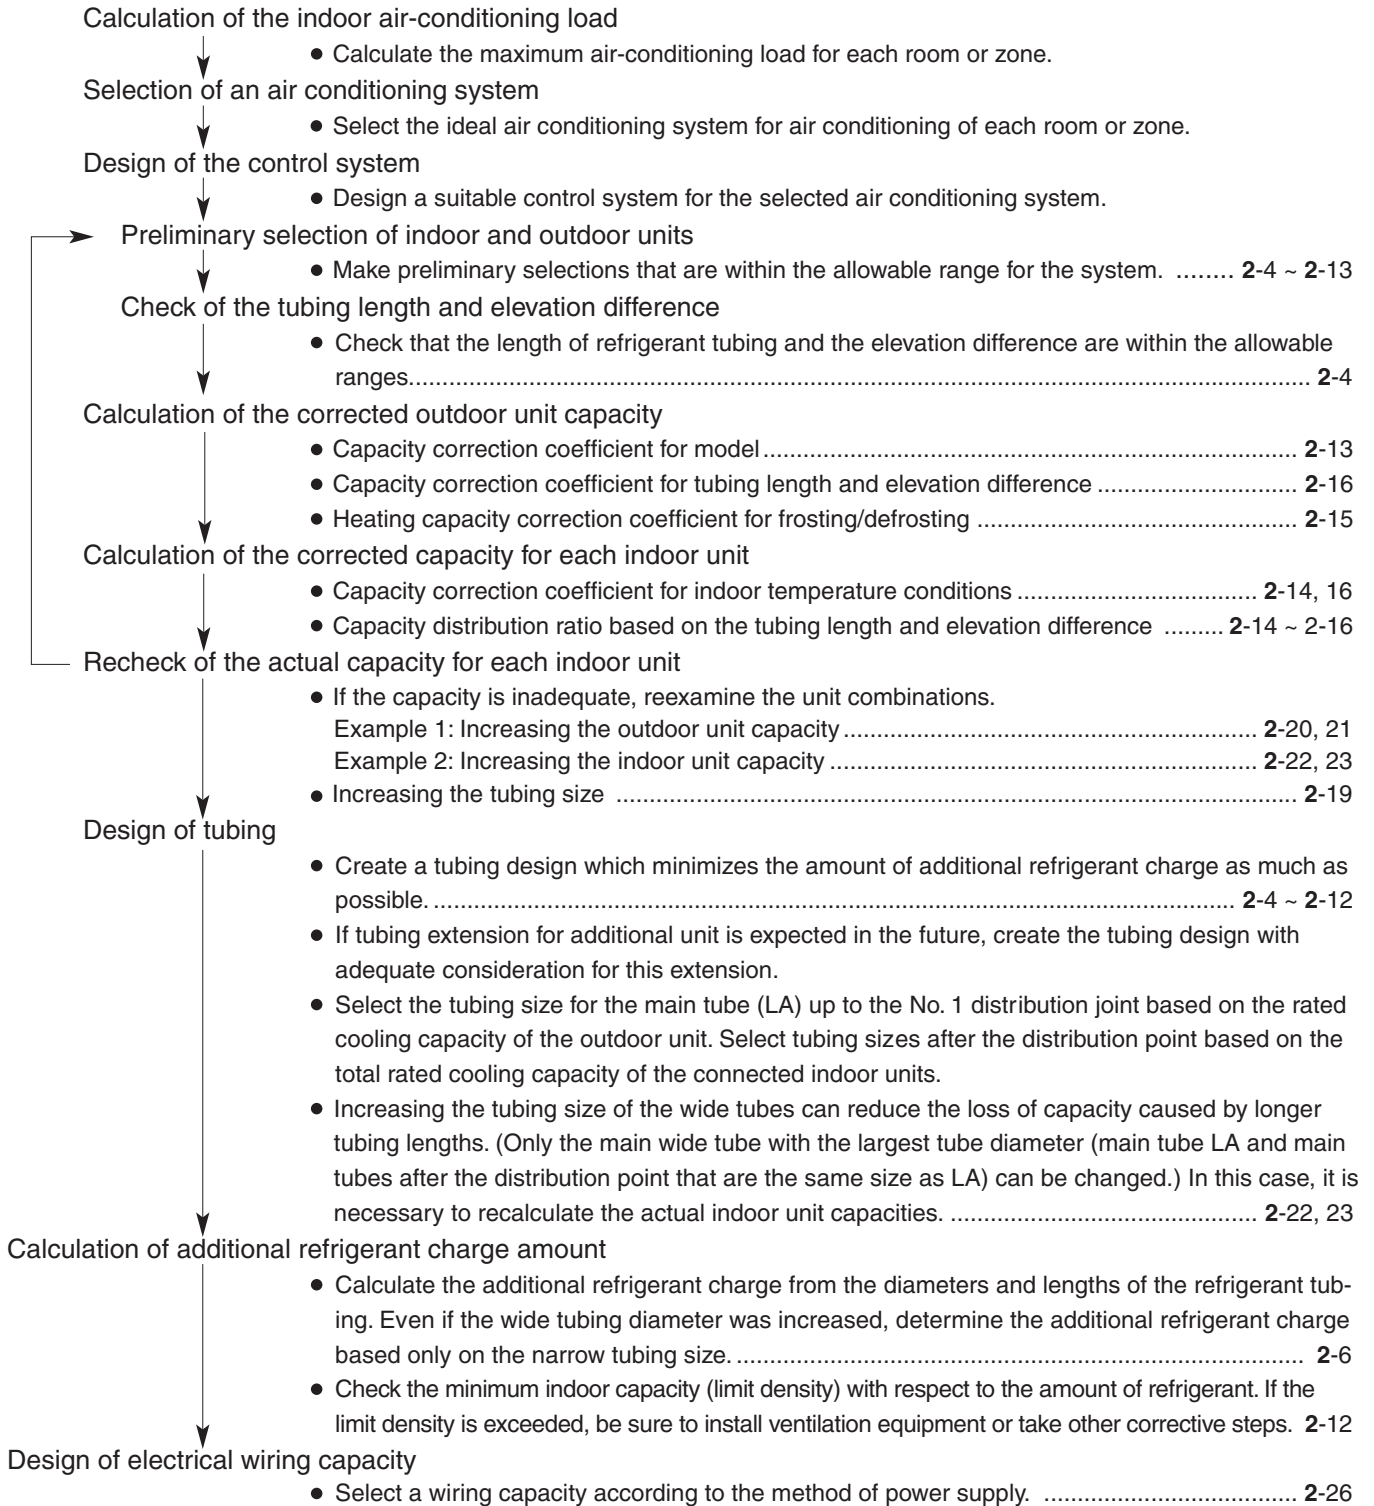 Calculation of the indoor air-conditioning load
● Calculate the maximum air-conditioning load for each room or zone.
Selection of an air conditioning system
● Select the ideal air conditioning system for air conditioning of each room or zone.
Design of the control system
● Design a suitable control system for the selected air conditioning system.
Preliminary selection of indoor and outdoor units
● Make preliminary selections that are within the allowable range for the system. ........ 2-4 ~ 2-13
Check of the tubing length and elevation difference
● Check that the length of refrigerant tubing and the elevation difference are within the allowable
ranges........................................................................................................................ 2-4
Calculation of the corrected outdoor unit capacity
● Capacity correction coefficient for model................................................................................ 2-13
● Capacity correction coefficient for tubing length and elevation difference .............................. 2-16
● Heating capacity correction coefficient for frosting/defrosting ................................................ 2-15
Calculation of the corrected capacity for each indoor unit
● Capacity correction coefficient for indoor temperature conditions .................................... 2-14, 16
● Capacity distribution ratio based on the tubing length and elevation difference ......... 2-14 ~ 2-16
Recheck of the actual capacity for each indoor unit
● If the capacity is inadequate, reexamine the unit combinations.
Example 1: Increasing the outdoor unit capacity.............................................................. 2-20, 21
Example 2: Increasing the indoor unit capacity ................................................................ 2-22, 23
● Increasing the tubing size ...................................................................................................... 2-19
Design of tubing
● Create a tubing design which minimizes the amount of additional refrigerant charge as much as
possible. ........................................................................................................................ 2-4 ~ 2-12
● If tubing extension for additional unit is expected in the future, create the tubing design with
adequate consideration for this extension.
● Select the tubing size for the main tube (LA) up to the No. 1 distribution joint based on the rated
cooling capacity of the outdoor unit. Select tubing sizes after the distribution point based on the
total rated cooling capacity of the connected indoor units.
● Increasing the tubing size of the wide tubes can reduce the loss of capacity caused by longer
tubing lengths. (Only the main wide tube with the largest tube diameter (main tube LA and main
tubes after the distribution point that are the same size as LA) can be changed.) In this case, it is
necessary to recalculate the actual indoor unit capacities. .............................................. 2-22, 23
Calculation of additional refrigerant charge amount
● Calculate the additional refrigerant charge from the diameters and lengths of the refrigerant tub-
ing. Even if the wide tubing diameter was increased, determine the additional refrigerant charge
based only on the narrow tubing size. ..................................................................................... 2-6
● Check the minimum indoor capacity (limit density) with respect to the amount of refrigerant. If the
limit density is exceeded, be sure to install ventilation equipment or take other corrective steps. 2-12
Design of electrical wiring capacity
● Select a wiring capacity according to the method of power supply. ...................................... 2-26